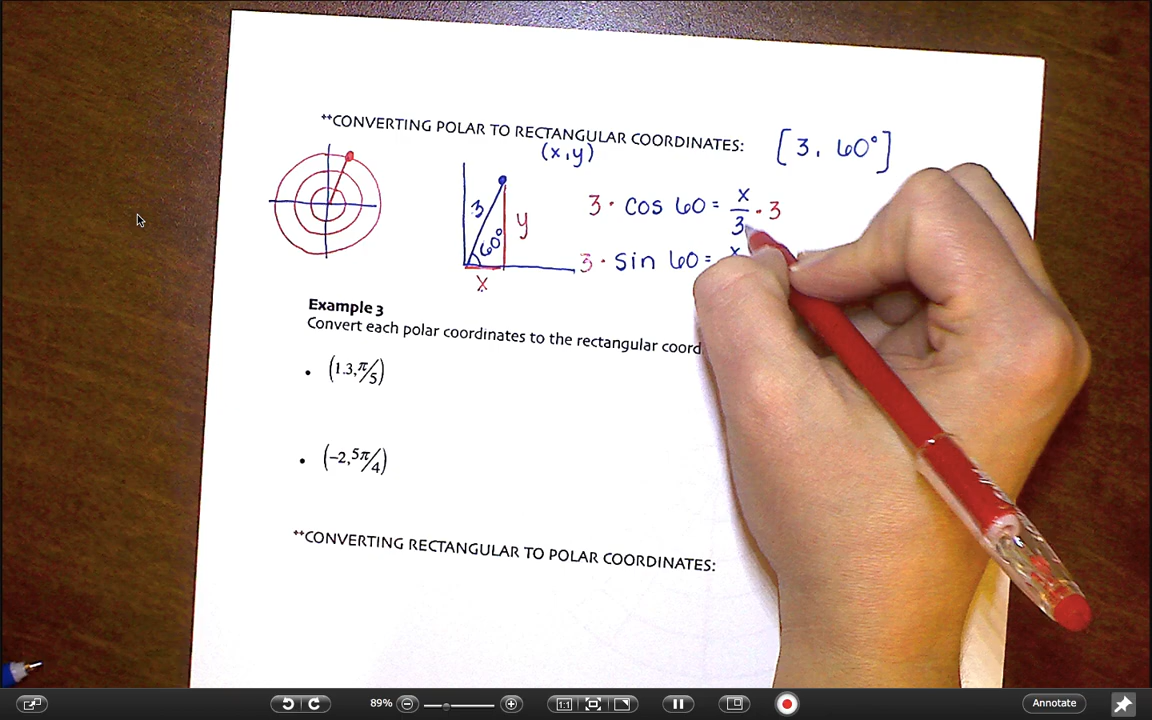 **CONVERTING POLAR TO RECTANGULAR COORDINATES:
(x,y)
[3, 60°]
3
60°
y
x
3 · cos 60 = x/3 · 3
3 · sin 60 =
Example 3
Convert each polar coordinates to the rectangular
• (1.3, π/5)
• (−2, 5π/4)
**CONVERTING RECTANGULAR TO POLAR COORDINATES:
89%
1:1
Annotate